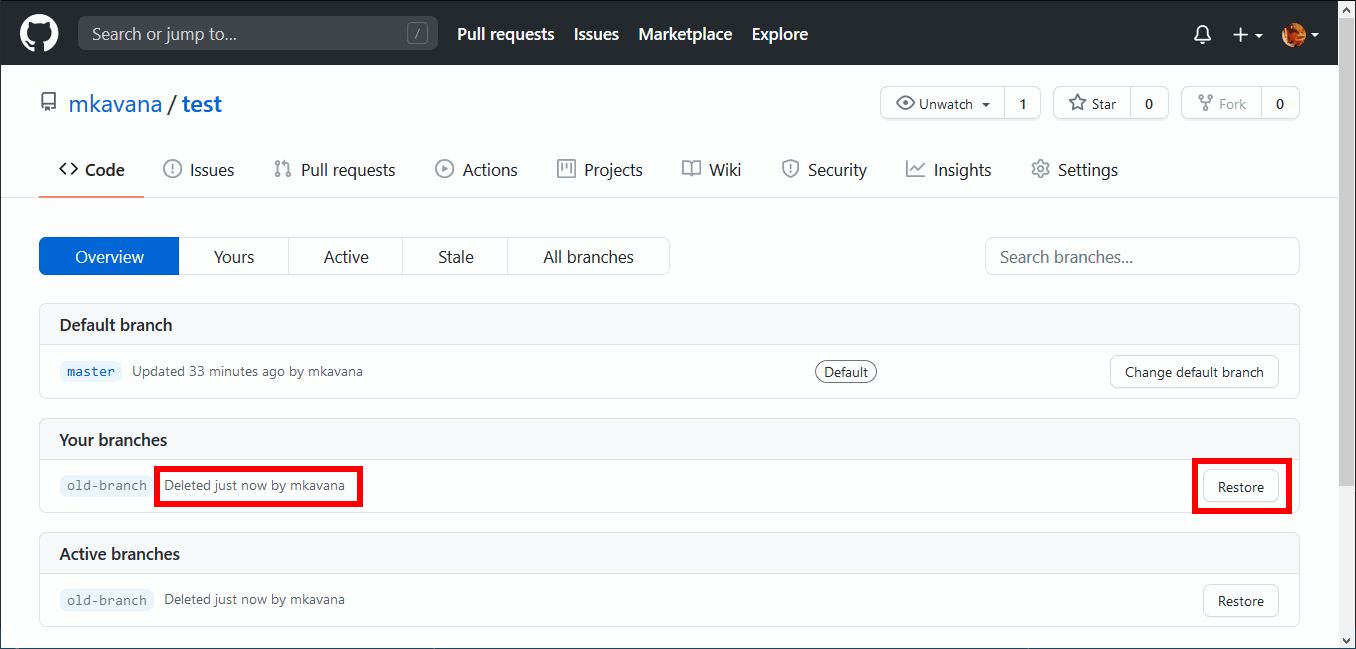 Search or jump to... / Pull requests Issues Marketplace Explore
mkavana / test Unwatch 1 Star 0 Fork 0
Code Issues Pull requests Actions Projects Wiki Security Insights Settings
Overview Yours Active Stale All branches Search branches...
Default branch
master Updated 33 minutes ago by mkavana Default Change default branch
Your branches
old-branch Deleted just now by mkavana Restore
Active branches
old-branch Deleted just now by mkavana Restore